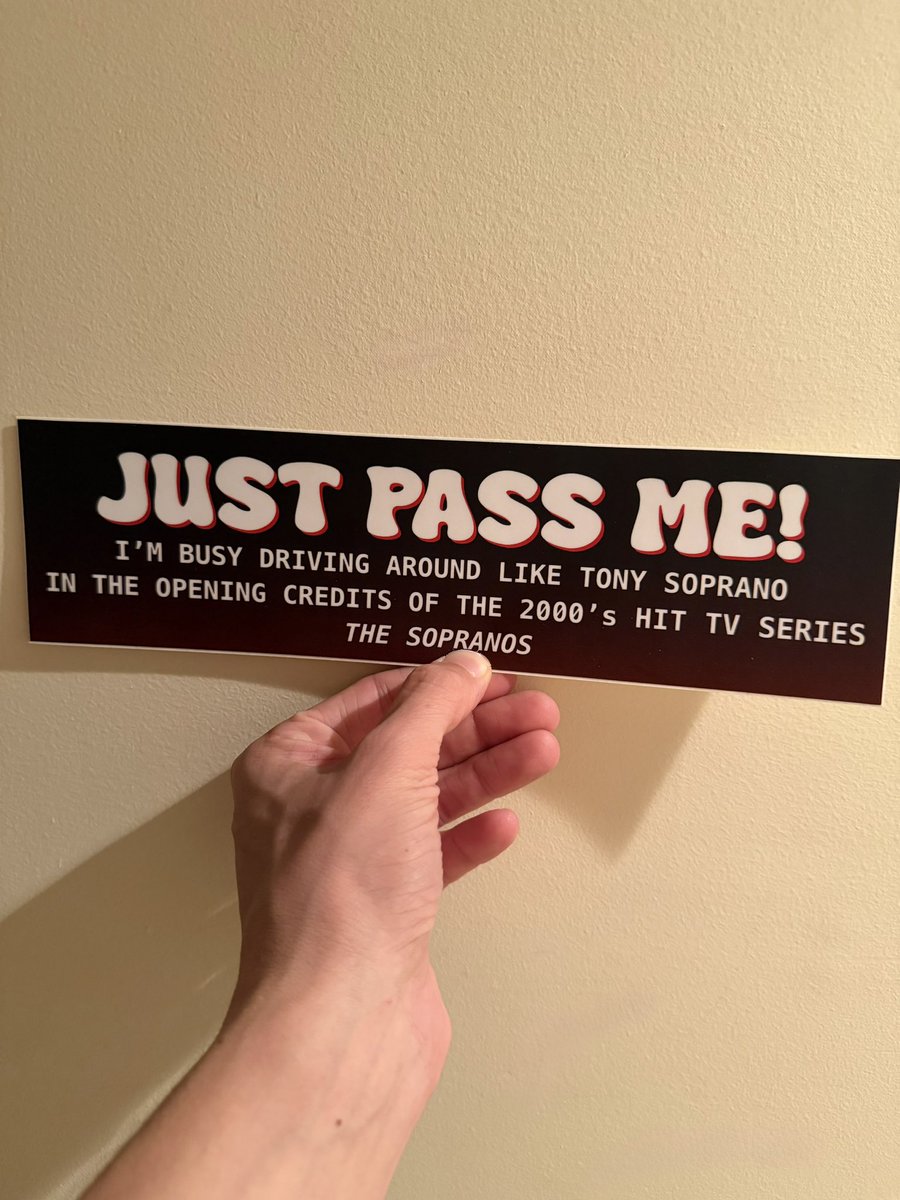 JUST PASS ME!
I’M BUSY DRIVING AROUND LIKE TONY SOPRANO
IN THE OPENING CREDITS OF THE 2000’s HIT TV SERIES
THE SOPRANOS